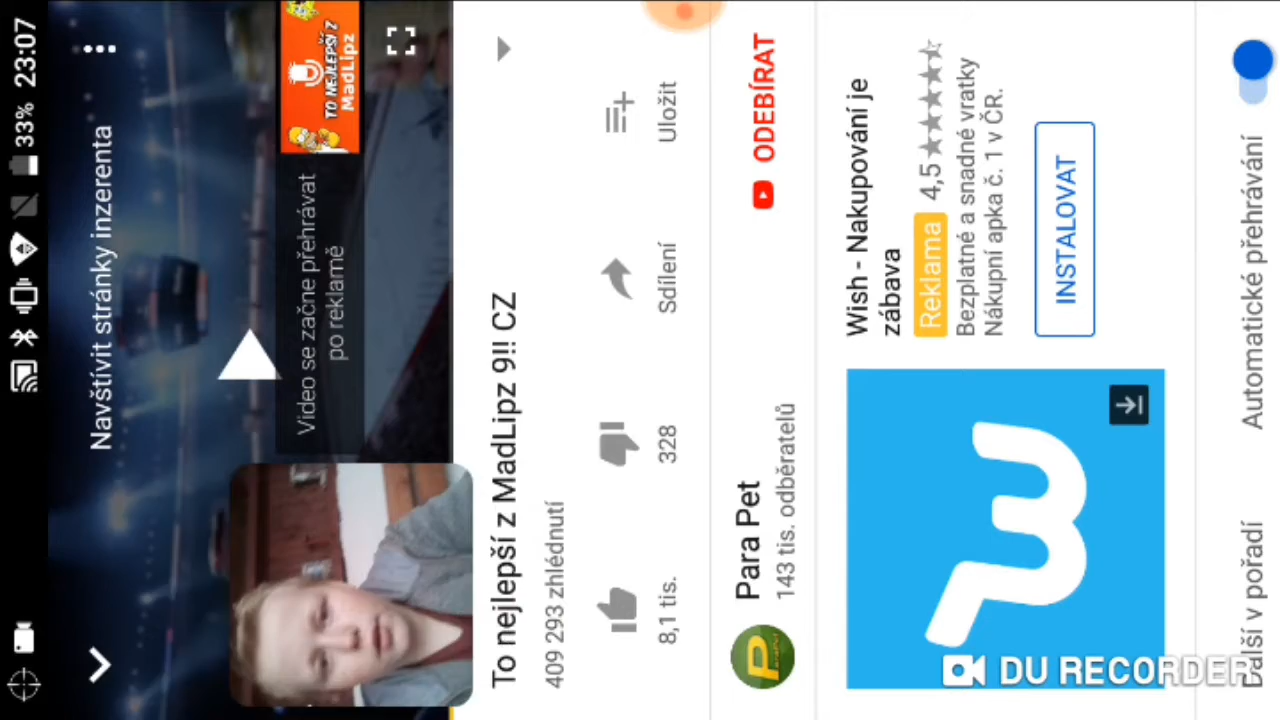 33% 23:07
Navštívit stránky inzerenta
TO NEJLEPŠÍ Z
MadLipz
Video se začne přehrávat
po reklamě
To nejlepší z MadLipz 9!! CZ
409 293 zhlédnutí
8,1 tis.
328
Sdílení
Uložit
P
Para Pet
143 tis. odběratelů
ODEBÍRAT
Wish - Nakupování je
zábava
Reklama 4,5
Bezplatné a snadné vratky
Nákupní apka č. 1 v ČR.
INSTALOVAT
Další v pořadí
Automatické přehrávání
DU RECORDER